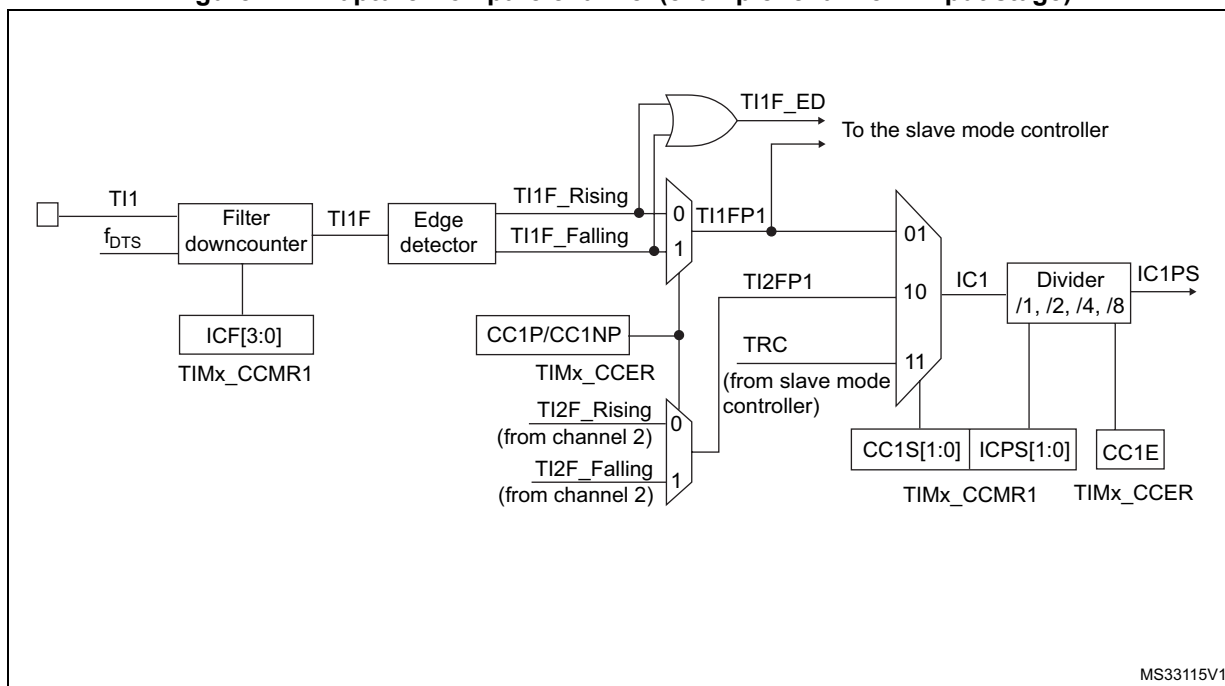 TI1F_ED
To the slave mode controller
TI1
f_DTS
Filter
downcounter
TI1F
Edge
detector
TI1F_Rising
TI1F_Falling
0
1
TI1FP1
01
10
11
TI2FP1
TRC
(from slave mode
controller)
IC1
Divider
/1, /2, /4, /8
IC1PS
ICF[3:0]
TIMx_CCMR1
CC1P/CC1NP
TIMx_CCER
TI2F_Rising
(from channel 2)
TI2F_Falling
(from channel 2)
0
1
CC1S[1:0]
ICPS[1:0]
CC1E
TIMx_CCMR1
TIMx_CCER
MS33115V1